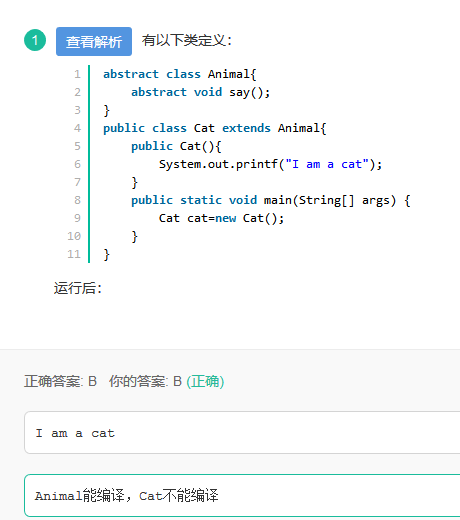 1 查看解析 有以下类定义:
1 abstract class Animal{
2     abstract void say();
3 }
4 public class Cat extends Animal{
5     public Cat(){
6         System.out.printf("I am a cat");
7     }
8     public static void main(String[] args) {
9         Cat cat=new Cat();
10     }
11 }
运行后:
正确答案: B 你的答案: B (正确)
I am a cat
Animal能编译，Cat不能编译